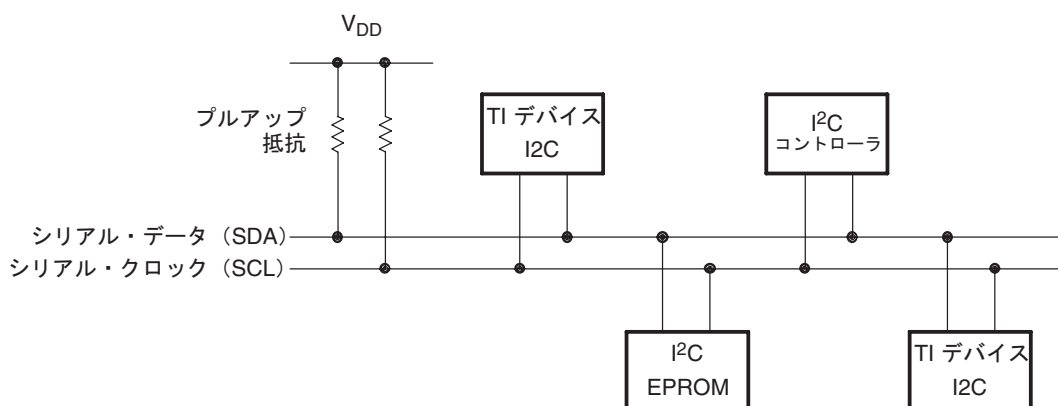 VDD
プルアップ
抵抗
TI デバイス
I2C
I²C
コントローラ
シリアル・データ（SDA）
シリアル・クロック（SCL）
I²C
EPROM
TI デバイス
I2C